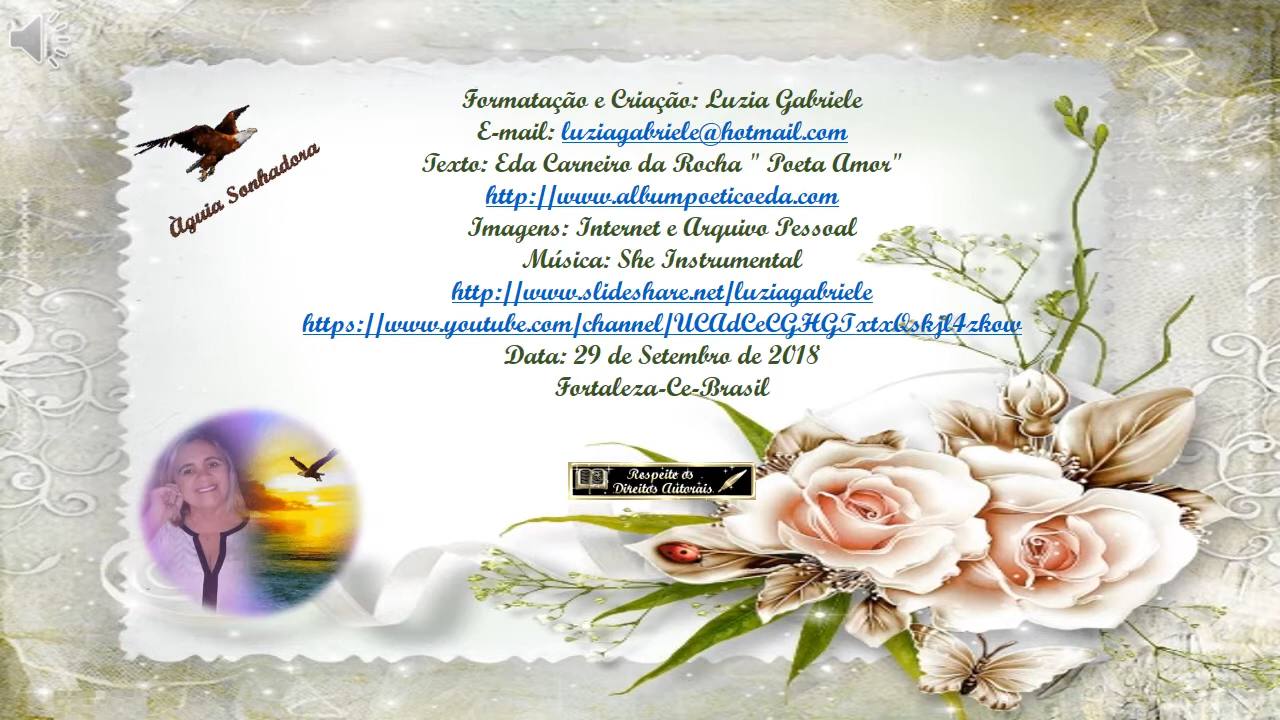 Formatação e Criação: Luzia Gabriele
E-mail: luziagabriele@hotmail.com
Texto: Eda Carneiro da Rocha " Poeta Amor"
http://www.albumpoeticoeda.com
Imagens: Internet e Arquivo Pessoal
Música: She Instrumental
http://www.slideshare.net/luziagabriele
https://www.youtube.com/channel/UCAdCeCGHGTxtxQskjl4zkow
Data: 29 de Setembro de 2018
Fortaleza-Ce-Brasil
Àguia Sonhadora
Respeite os
Direitos Autorais